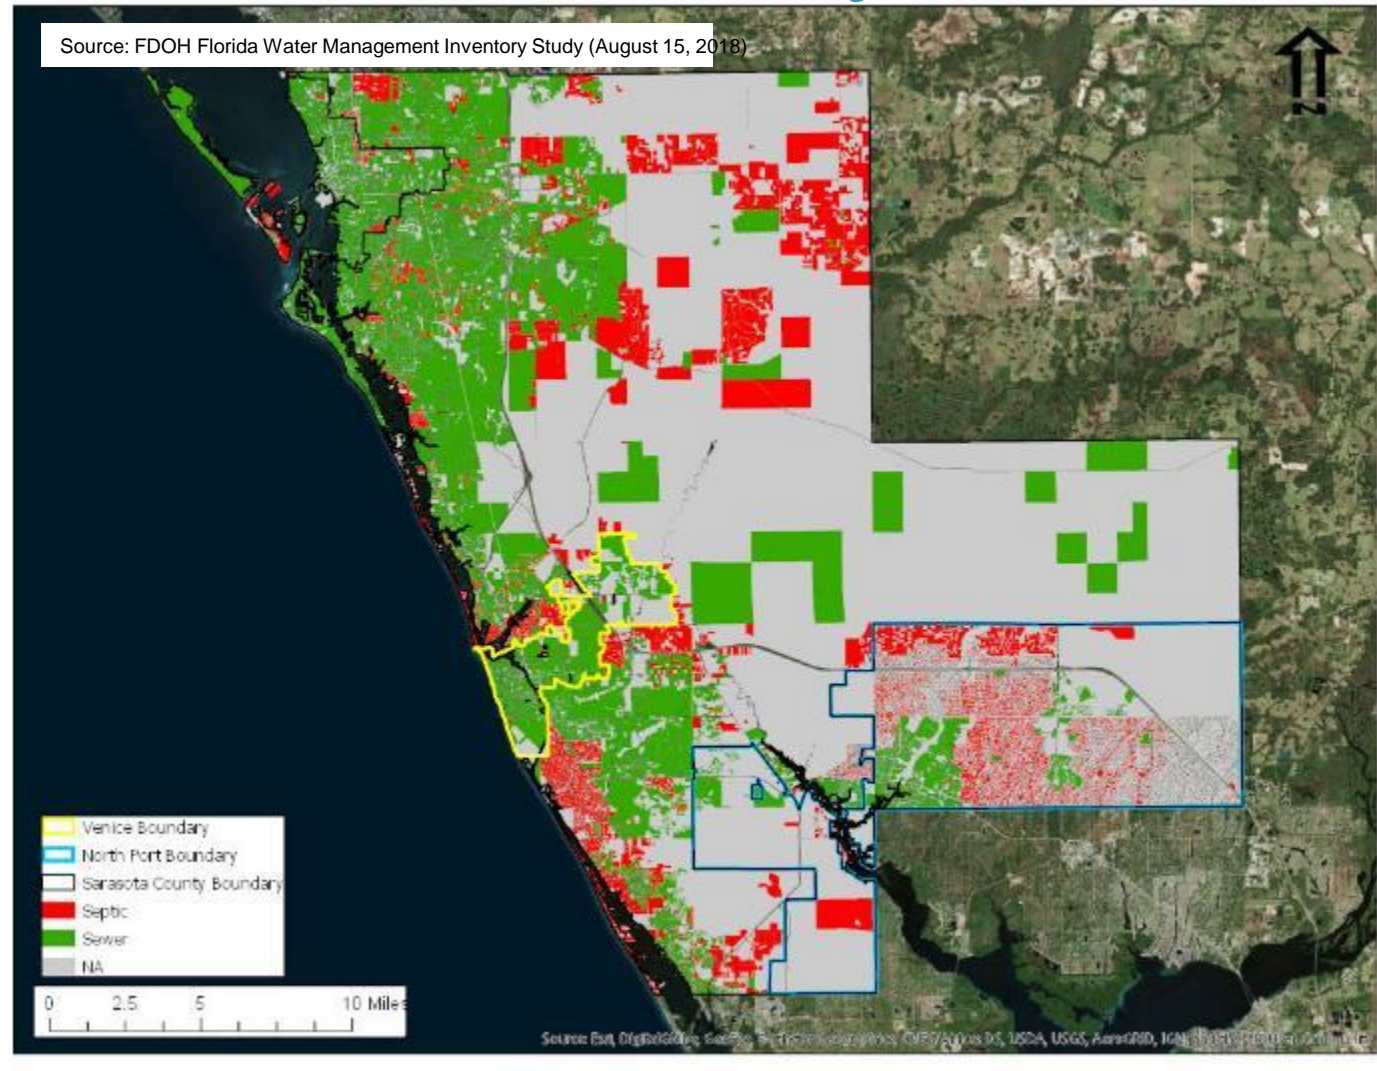 Source: FDOH Florida Water Management Inventory Study (August 15, 2018)
N
Venice Boundary
North Port Boundary
Sarasota County Boundary
Septic
Sewer
NA
0 2.5 5 10 Miles
Source: Esri, DigitalGlobe, USDA, USGS, AeroGRID, IGN,